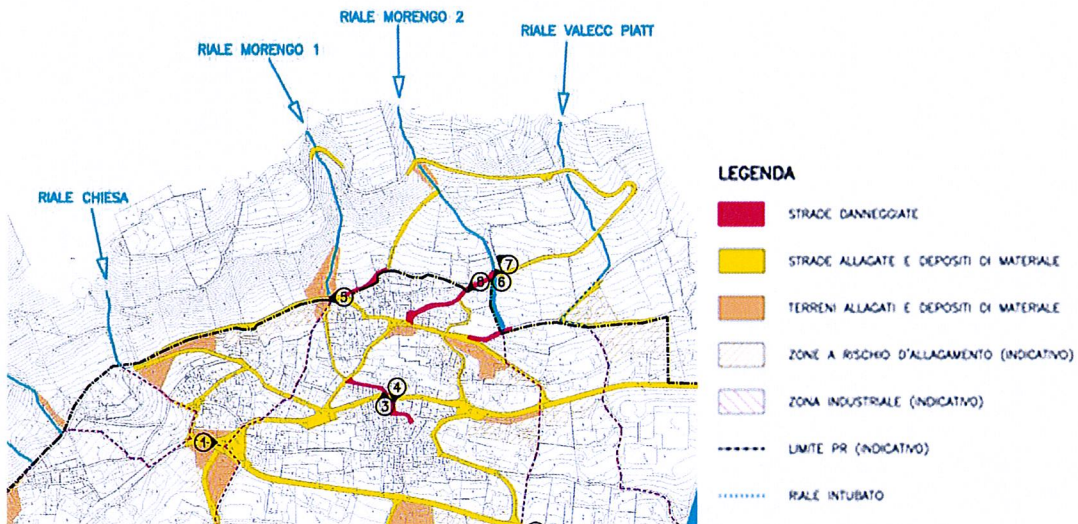 RIALE MORENGO 2
RIALE MORENGO 1
RIALE VALECC PIATT
RIALE CHIESA
7
8
6
5
4
3
1
LEGENDA
STRADE DANNEGGIATE
STRADE ALLAGATE E DEPOSITI DI MATERIALE
TERRENI ALLAGATI E DEPOSITI DI MATERIALE
ZONE A RISCHIO D'ALLAGAMENTO (INDICATIVO)
ZONA INDUSTRIALE (INDICATIVO)
LIMITE PR (INDICATIVO)
RIALE INTUBATO